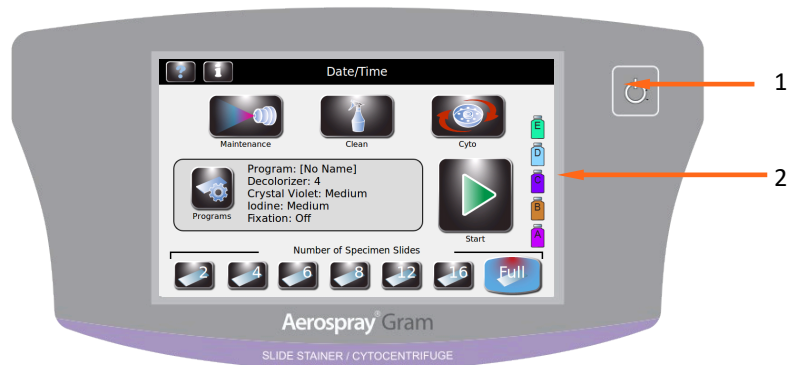 ? i Date/Time
1
Maintenance Clean Cyto
E
D
C
B
A
2
Program: [No Name]
Decolorizer: 4
Crystal Violet: Medium
Iodine: Medium
Fixation: Off
Programs
Start
Number of Specimen Slides
2 4 6 8 12 16 Full
Aerospray® Gram
SLIDE STAINER / CYTOCENTRIFUGE